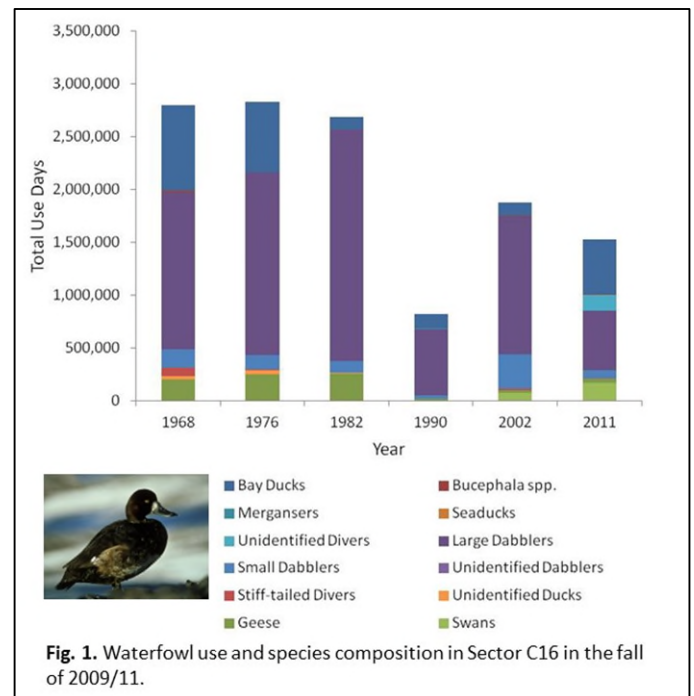 3,500,000
3,000,000
2,500,000
2,000,000
1,500,000
1,000,000
500,000
0
Total Use Days
1968 1976 1982 1990 2002 2011
Year
Bay Ducks Bucephala spp.
Mergansers Seaducks
Unidentified Divers Large Dabblers
Small Dabblers Unidentified Dabblers
Stiff-tailed Divers Unidentified Ducks
Geese Swans
Fig. 1. Waterfowl use and species composition in Sector C16 in the fall
of 2009/11.